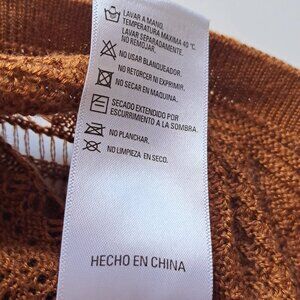 LAVAR A MANO.
TEMPERATURA MAXIMA 40 °C.
LAVAR SEPARADAMENTE.
NO REMOJAR.
NO USAR BLANQUEADOR.
NO RETORCER NI EXPRIMIR.
NO SECAR EN MAQUINA.
SECADO EXTENDIDO POR
ESCURRIMIENTO A LA SOMBRA.
NO PLANCHAR.
NO LIMPIEZA EN SECO.
HECHO EN CHINA